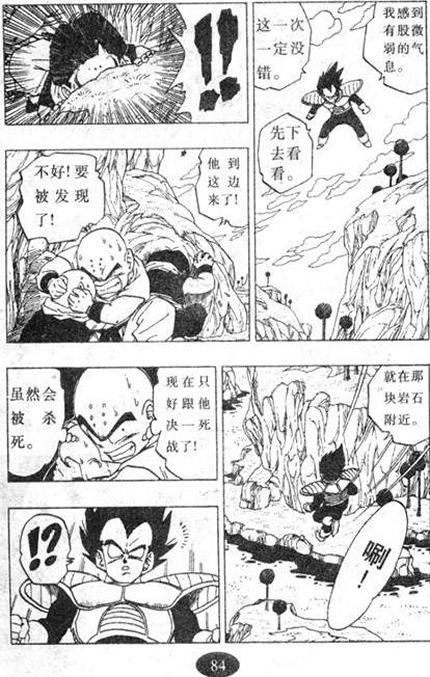 我感到
有股微
弱的气
息。
这一次
一定没
错。
先下
去看
看。
!!
他到
这边
来了!
不好!要
被发现
了!
就在那
块岩石
附近。
唰!
现在只
好跟他
决一死
战了!
虽然会
被杀
死。
!?
84